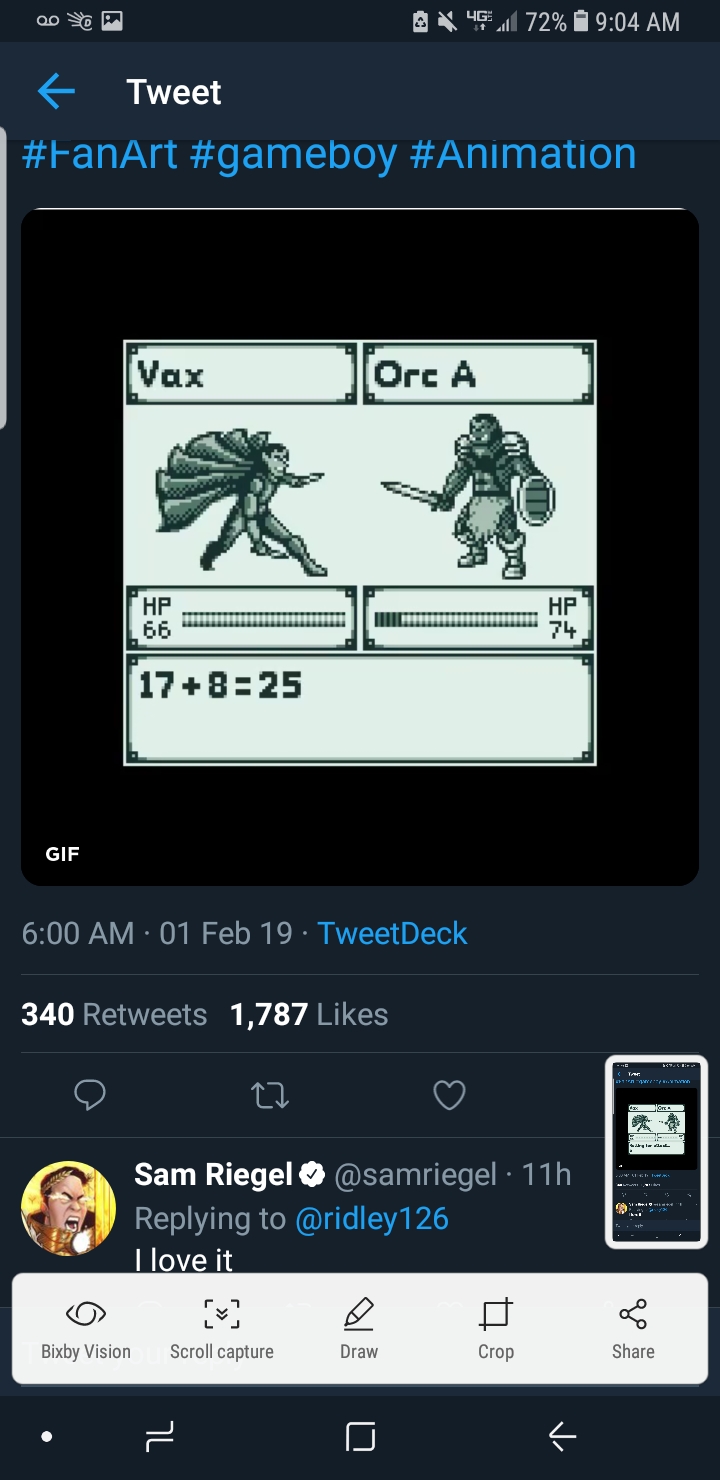 4G 72% 9:04 AM
Tweet
#FanArt #gameboy #Animation
Vax
Orc A
HP
66
HP
74
17+8=25
GIF
6:00 AM · 01 Feb 19 · TweetDeck
340 Retweets 1,787 Likes
Sam Riegel @samriegel · 11h
Replying to @ridley126
I love it
Bixby Vision
Scroll capture
Draw
Crop
Share